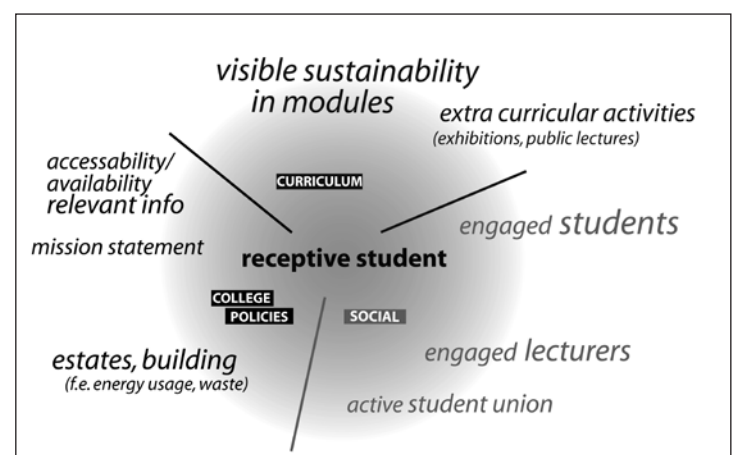 visible sustainability
in modules
extra curricular activities
(exhibitions, public lectures)
accessability/
availability
relevant info
CURRICULUM
engaged students
mission statement
receptive student
COLLEGE
POLICIES
SOCIAL
estates, building
(f.e. energy usage, waste)
engaged lecturers
active student union